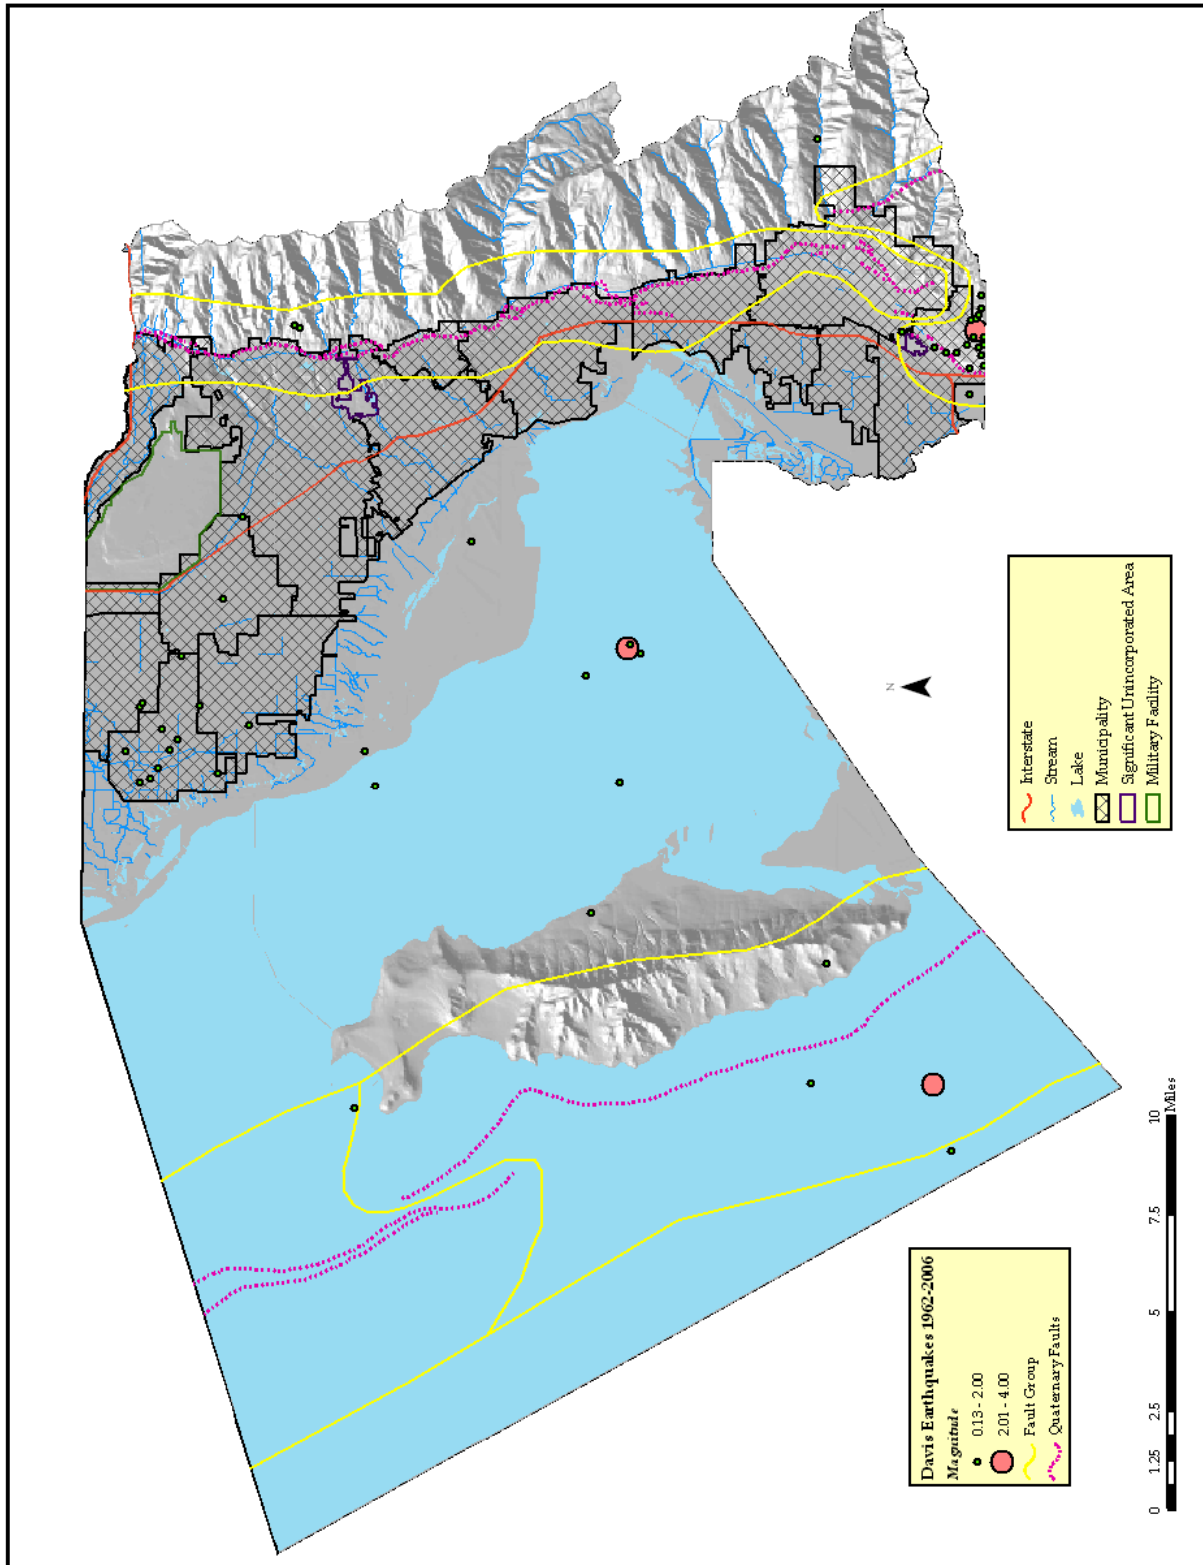 N
Interstate
Stream
Lake
Municipality
Significant Unincorporated Area
Military Facility
Davis Earthquakes 1962-2006
Magnitude
0.13 - 2.00
2.01 - 4.00
Fault Group
Quaternary Faults
0 1.25 2.5 5 7.5 10
Miles